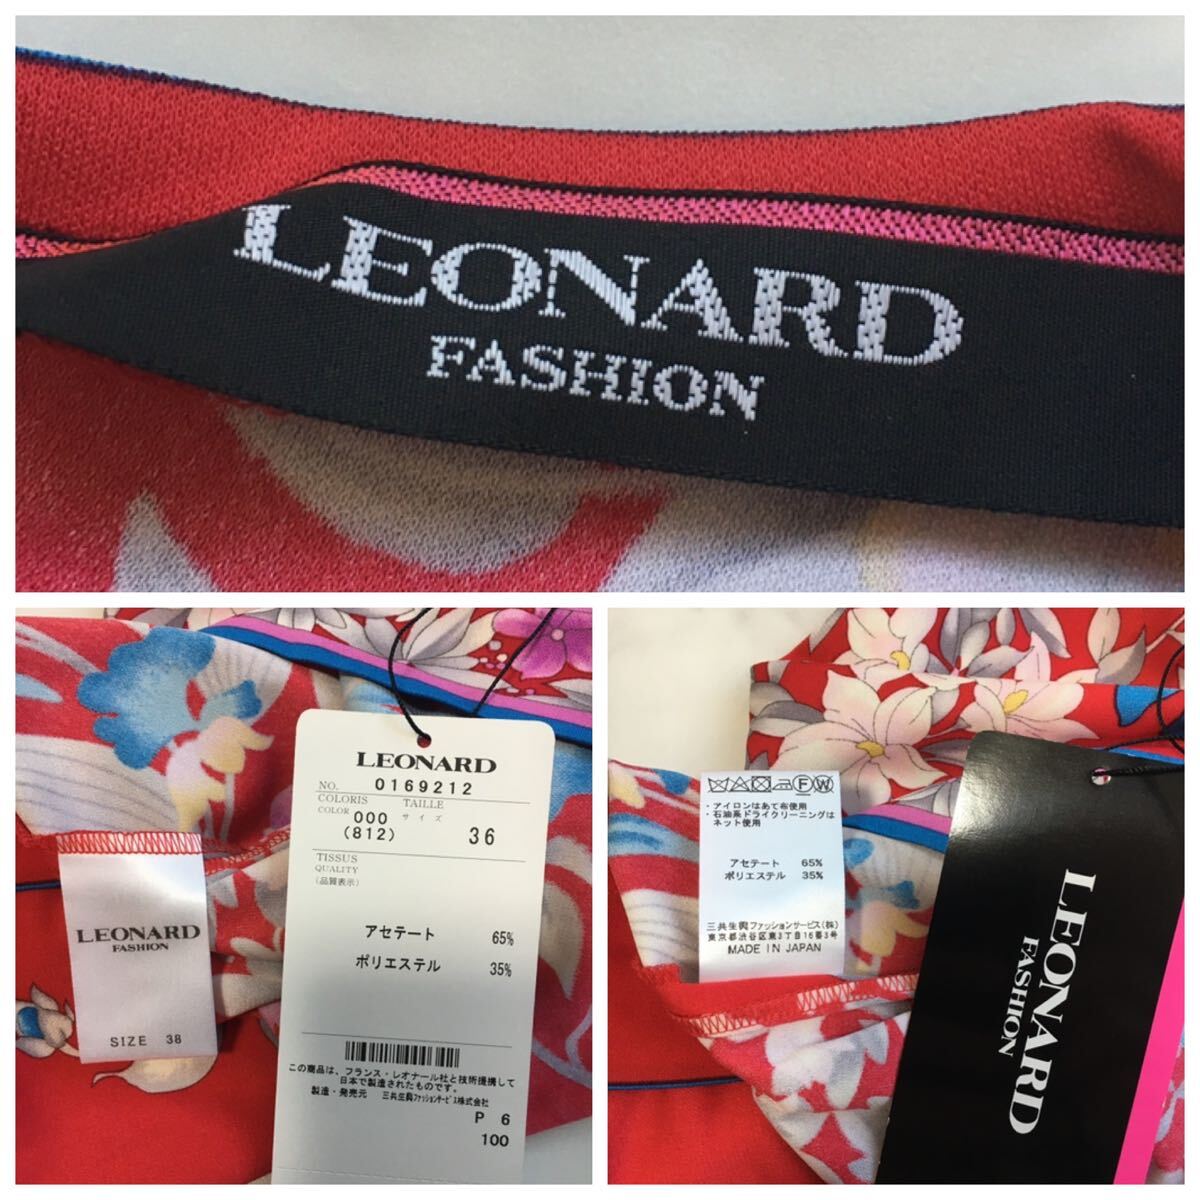 LEONARD
FASHION
LEONARD
FASHION
SIZE 38
LEONARD
NO. 0169212
COLORIS TAILLE
COLOR 000 サイズ 36
(812)
TISSUS
QUALITY
(品質表示)
アセテート 65%
ポリエステル 35%
この商品は、フランス・レオナール社と技術提携して
日本で製造されたものです。
製造・発売元 三共生興ファッションサービス株式会社
P 6
100
・アイロンはあて布使用
・石油系ドライクリーニングは
ネット使用
アセテート 65%
ポリエステル 35%
三共生興ファッションサービス(株)
東京都渋谷区東3丁目16番3号
MADE IN JAPAN
LEONARD
FASHION